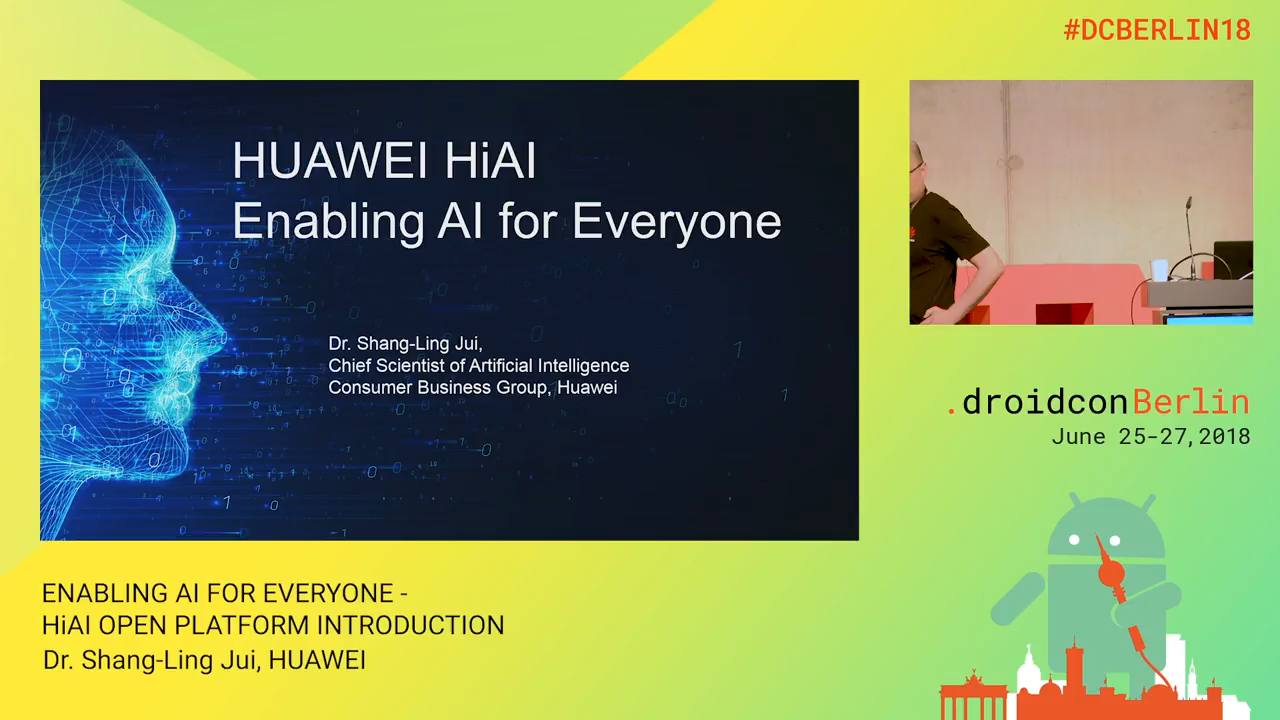 #DCBERLIN18
HUAWEI HiAI
Enabling AI for Everyone
Dr. Shang-Ling Jui,
Chief Scientist of Artificial Intelligence
Consumer Business Group, Huawei
.droidconBerlin
June 25-27,2018
ENABLING AI FOR EVERYONE -
HiAI OPEN PLATFORM INTRODUCTION
Dr. Shang-Ling Jui, HUAWEI